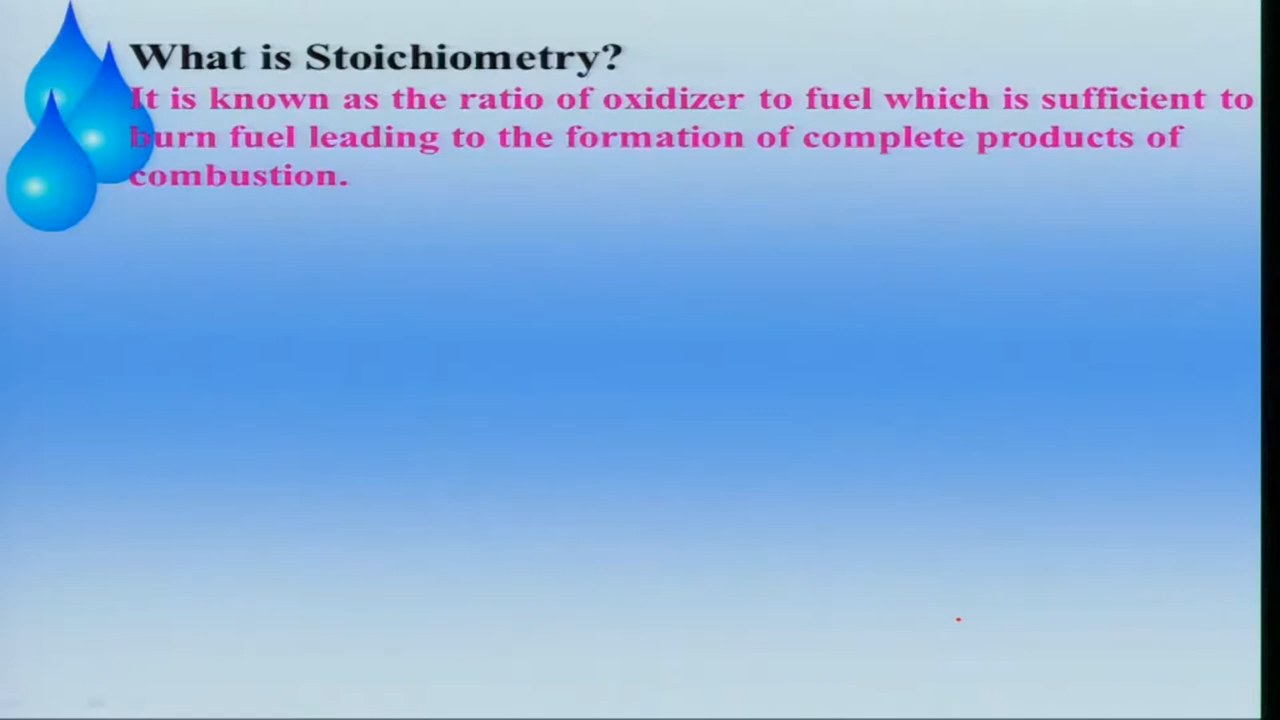 What is Stoichiometry?
It is known as the ratio of oxidizer to fuel which is sufficient to
burn fuel leading to the formation of complete products of
combustion.